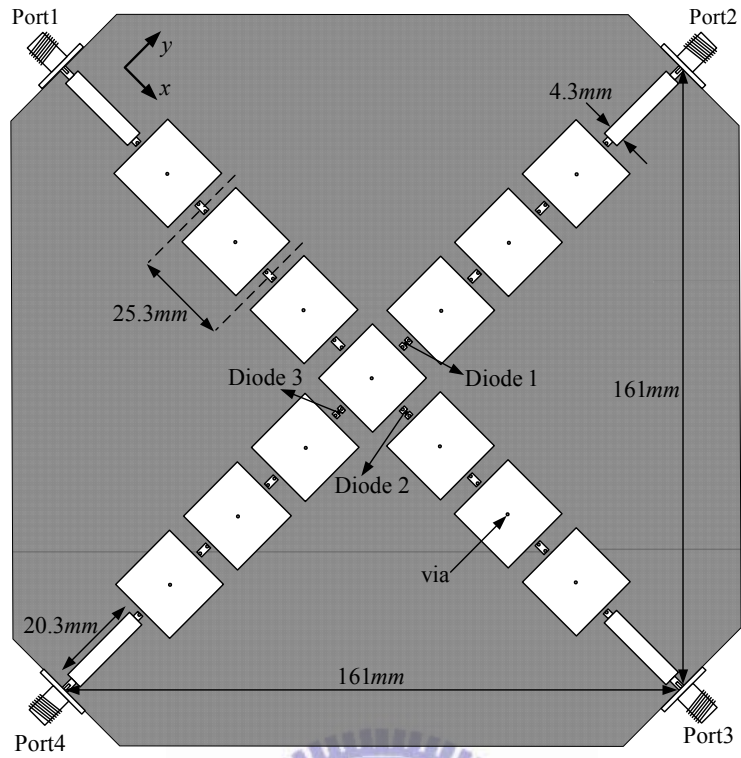 Port1
Port2
y
x
4.3mm
25.3mm
Diode 3
Diode 1
161mm
Diode 2
via
20.3mm
161mm
Port4
Port3